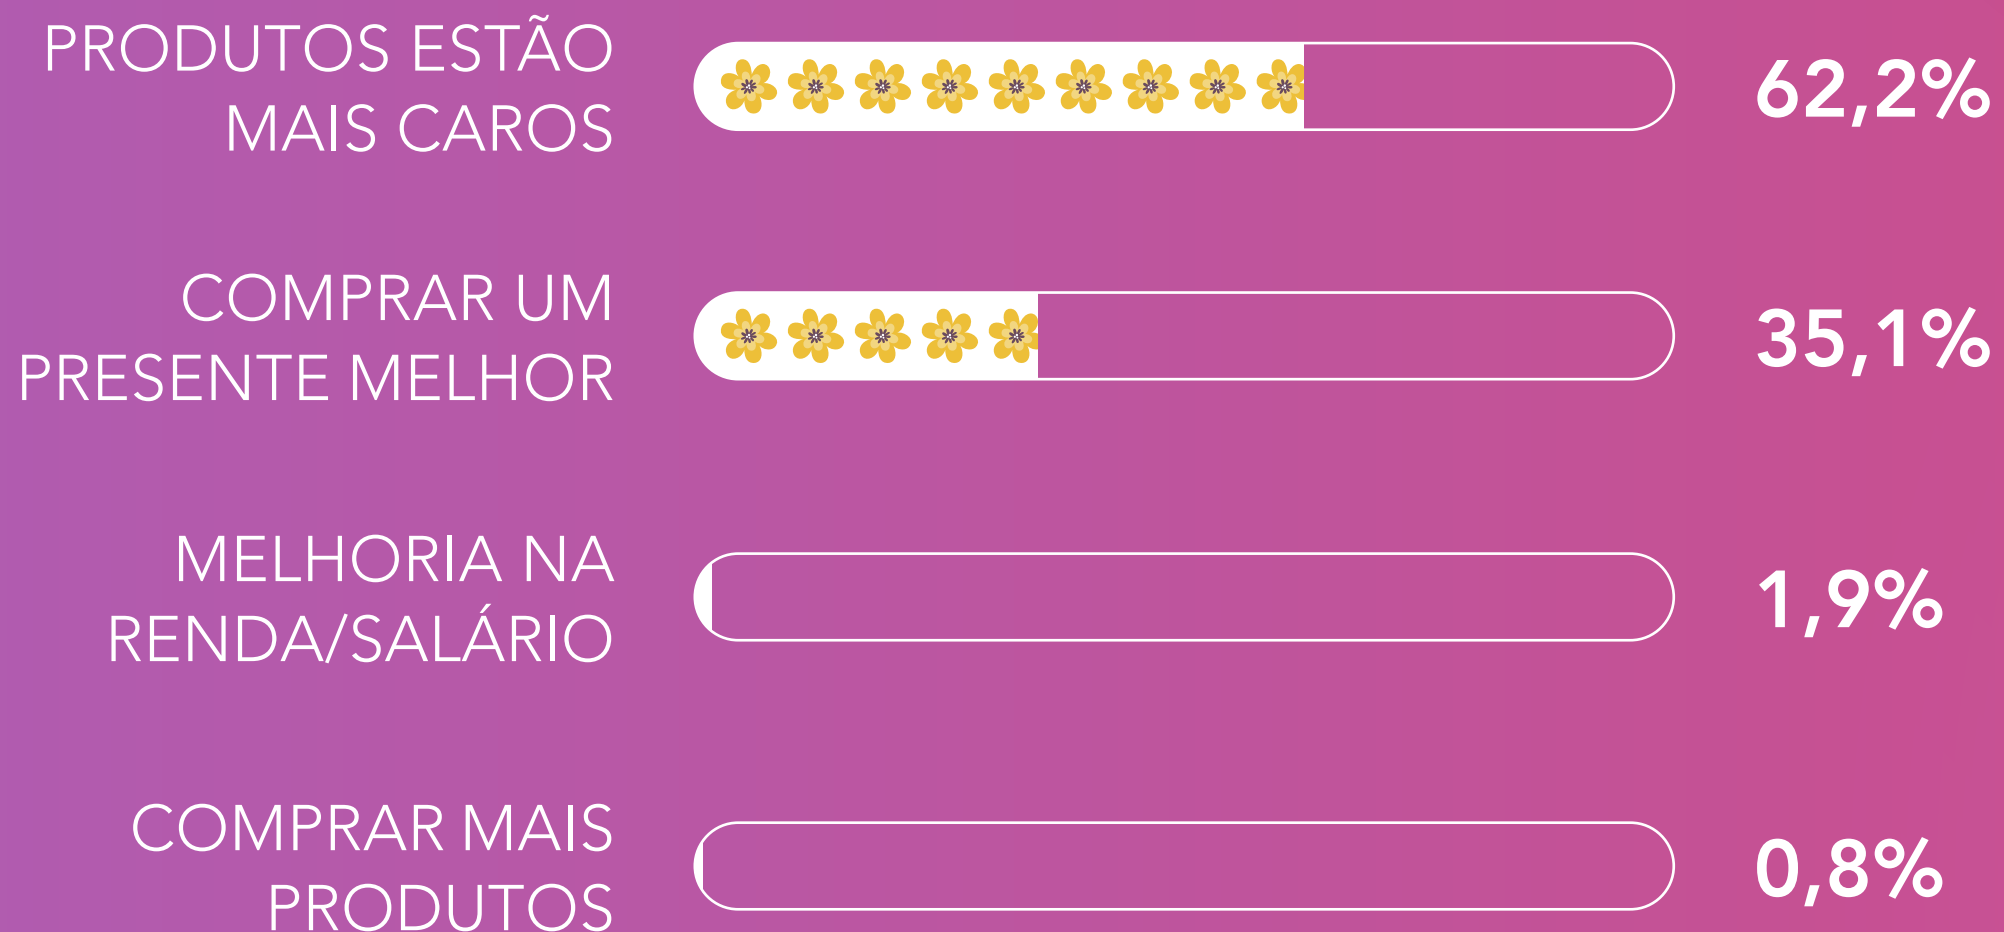 PRODUTOS ESTÃO
MAIS CAROS
62,2%
COMPRAR UM
PRESENTE MELHOR
35,1%
MELHORIA NA
RENDA/SALÁRIO
1,9%
COMPRAR MAIS
PRODUTOS
0,8%